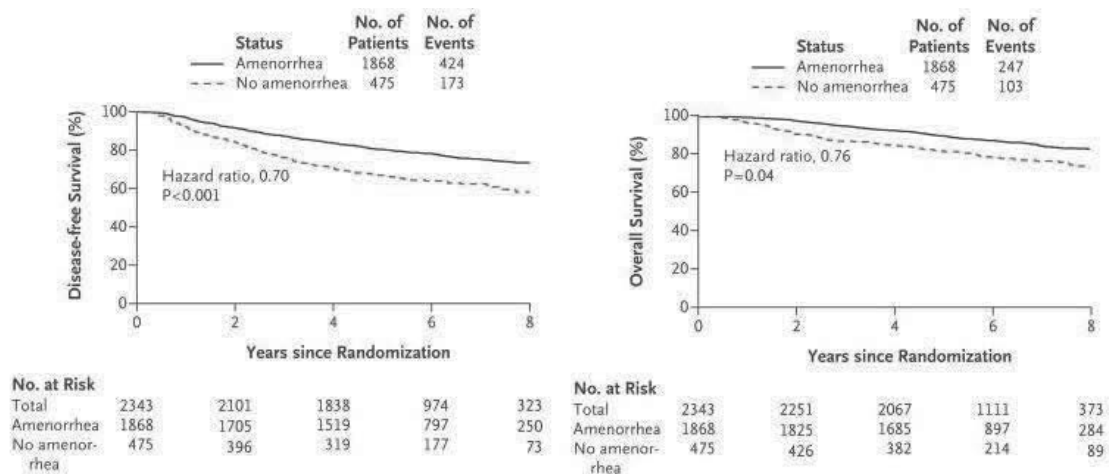 Status No. of Patients No. of Events
Amenorrhea 1868 424
No amenorrhea 475 173
Disease-free Survival (%)
100
80
60
40
20
0
Hazard ratio, 0.70
P<0.001
0 2 4 6 8
Years since Randomization
No. at Risk
Total 2343 2101 1838 974 323
Amenorrhea 1868 1705 1519 797 250
No amenor- 475 396 319 177 73
rhea
Status No. of Patients No. of Events
Amenorrhea 1868 247
No amenorrhea 475 103
Overall Survival (%)
100
80
60
40
20
0
Hazard ratio, 0.76
P=0.04
0 2 4 6 8
Years since Randomization
No. at Risk
Total 2343 2251 2067 1111 373
Amenorrhea 1868 1825 1685 897 284
No amenor- 475 426 382 214 89
rhea